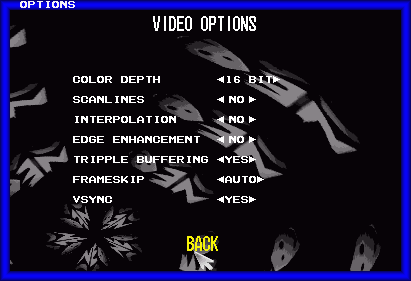 OPTIONS
VIDEO OPTIONS
COLOR DEPTH ◄16 BIT►
SCANLINES ◄ NO ►
INTERPOLATION ◄ NO ►
EDGE ENHANCEMENT ◄ NO ►
TRIPPLE BUFFERING ◄YES►
FRAMESKIP ◄AUTO►
VSYNC ◄YES►
BACK